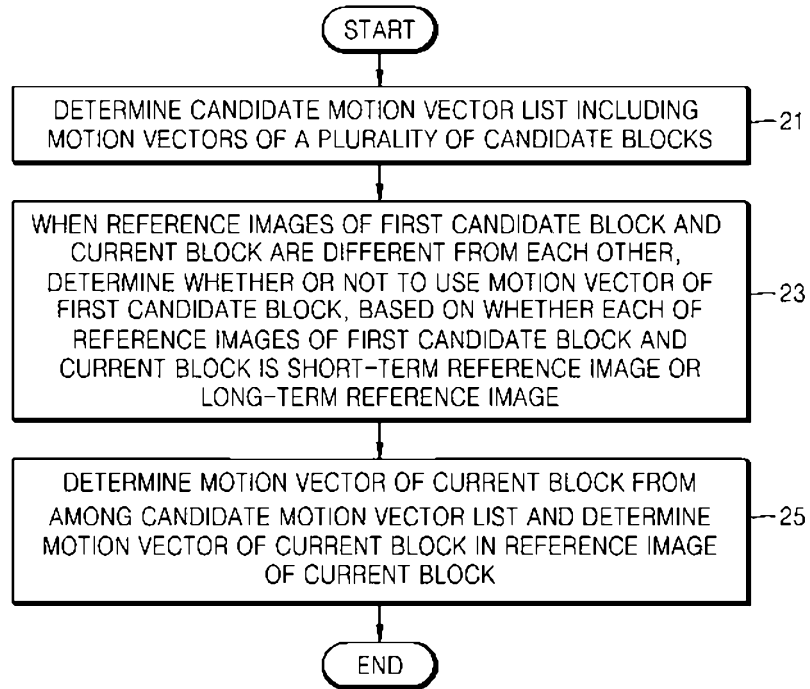 START
DETERMINE CANDIDATE MOTION VECTOR LIST INCLUDING
MOTION VECTORS OF A PLURALITY OF CANDIDATE BLOCKS
21
WHEN REFERENCE IMAGES OF FIRST CANDIDATE BLOCK AND
CURRENT BLOCK ARE DIFFERENT FROM EACH OTHER,
DETERMINE WHETHER OR NOT TO USE MOTION VECTOR OF
FIRST CANDIDATE BLOCK, BASED ON WHETHER EACH OF
REFERENCE IMAGES OF FIRST CANDIDATE BLOCK AND
CURRENT BLOCK IS SHORT-TERM REFERENCE IMAGE OR
LONG-TERM REFERENCE IMAGE
23
DETERMINE MOTION VECTOR OF CURRENT BLOCK FROM
AMONG CANDIDATE MOTION VECTOR LIST AND DETERMINE
MOTION VECTOR OF CURRENT BLOCK IN REFERENCE IMAGE
OF CURRENT BLOCK
25
END